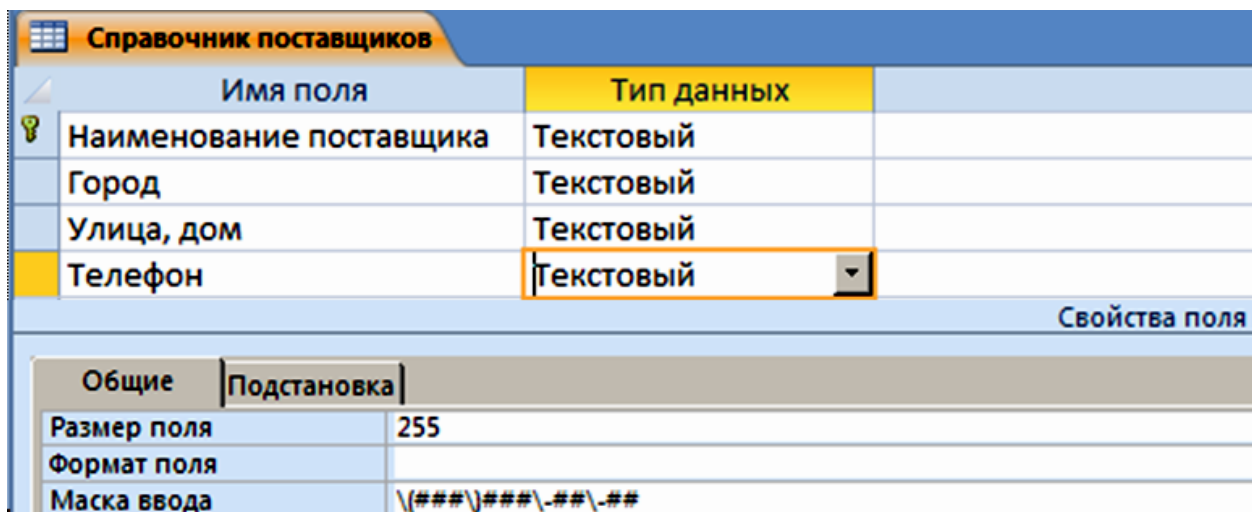 Справочник поставщиков
Имя поля Тип данных
Наименование поставщика Текстовый
Город Текстовый
Улица, дом Текстовый
Телефон Текстовый
Свойства поля
Общие Подстановка
Размер поля 255
Формат поля
Маска ввода \(###\)###\-##\-##